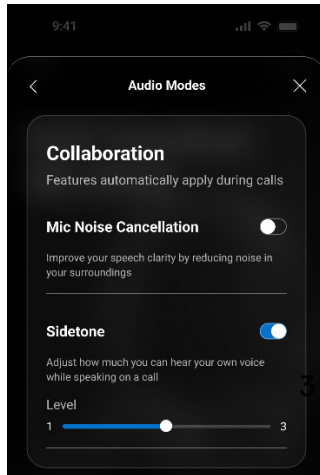 9:41
Audio Modes
Collaboration
Features automatically apply during calls
Mic Noise Cancellation
Improve your speech clarity by reducing noise in
your surroundings
Sidetone
Adjust how much you can hear your own voice
while speaking on a call
3
Level
1 3